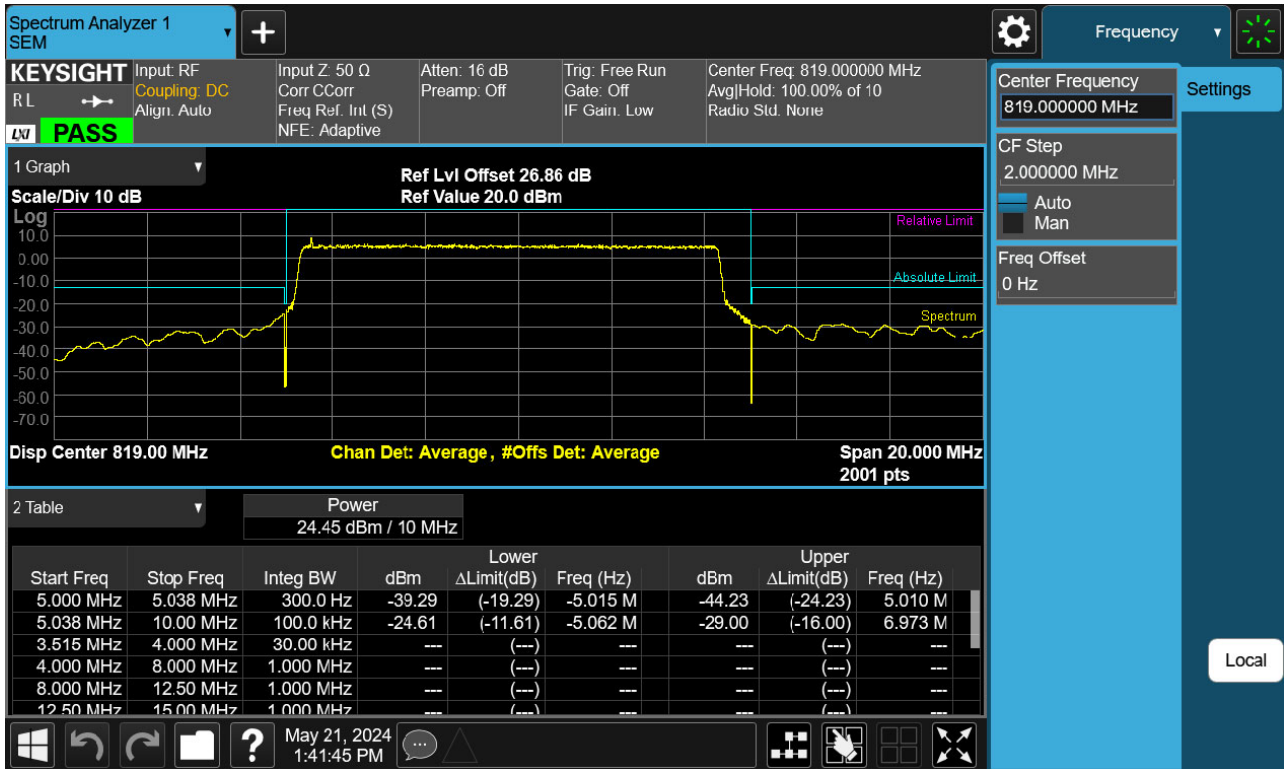 Spectrum Analyzer 1
SEM
+
Frequency
KEYSIGHT
R L
LXI
PASS
Input: RF
Coupling: DC
Align: Auto
Input Z: 50 Ω
Corr CCorr
Freq Ref: Int (S)
NFE: Adaptive
Atten: 16 dB
Preamp: Off
Trig: Free Run
Gate: Off
IF Gain: Low
Center Freq: 819.000000 MHz
Avg|Hold: 100.00% of 10
Radio Std: None
Center Frequency
819.000000 MHz
Settings
CF Step
2.000000 MHz
Auto
Man
Freq Offset
0 Hz
Local
1 Graph
Scale/Div 10 dB
Ref Lvl Offset 26.86 dB
Ref Value 20.0 dBm
Log
10.0
0.00
-10.0
-20.0
-30.0
-40.0
-50.0
-60.0
-70.0
Relative Limit
Absolute Limit
Spectrum
Disp Center 819.00 MHz
Chan Det: Average , #Offs Det: Average
Span 20.000 MHz
2001 pts
2 Table
Power
24.45 dBm / 10 MHz
Lower Upper
Start Freq Stop Freq Integ BW dBm ΔLimit(dB) Freq (Hz) dBm ΔLimit(dB) Freq (Hz)
5.000 MHz 5.038 MHz 300.0 Hz -39.29 (-19.29) -5.015 M -44.23 (-24.23) 5.010 M
5.038 MHz 10.00 MHz 100.0 kHz -24.61 (-11.61) -5.062 M -29.00 (-16.00) 6.973 M
3.515 MHz 4.000 MHz 30.00 kHz --- (---) --- --- (---) ---
4.000 MHz 8.000 MHz 1.000 MHz --- (---) --- --- (---) ---
8.000 MHz 12.50 MHz 1.000 MHz --- (---) --- --- (---) ---
12.50 MHz 15.00 MHz 1.000 MHz --- (---) --- --- (---) ---
?
May 21, 2024
1:41:45 PM